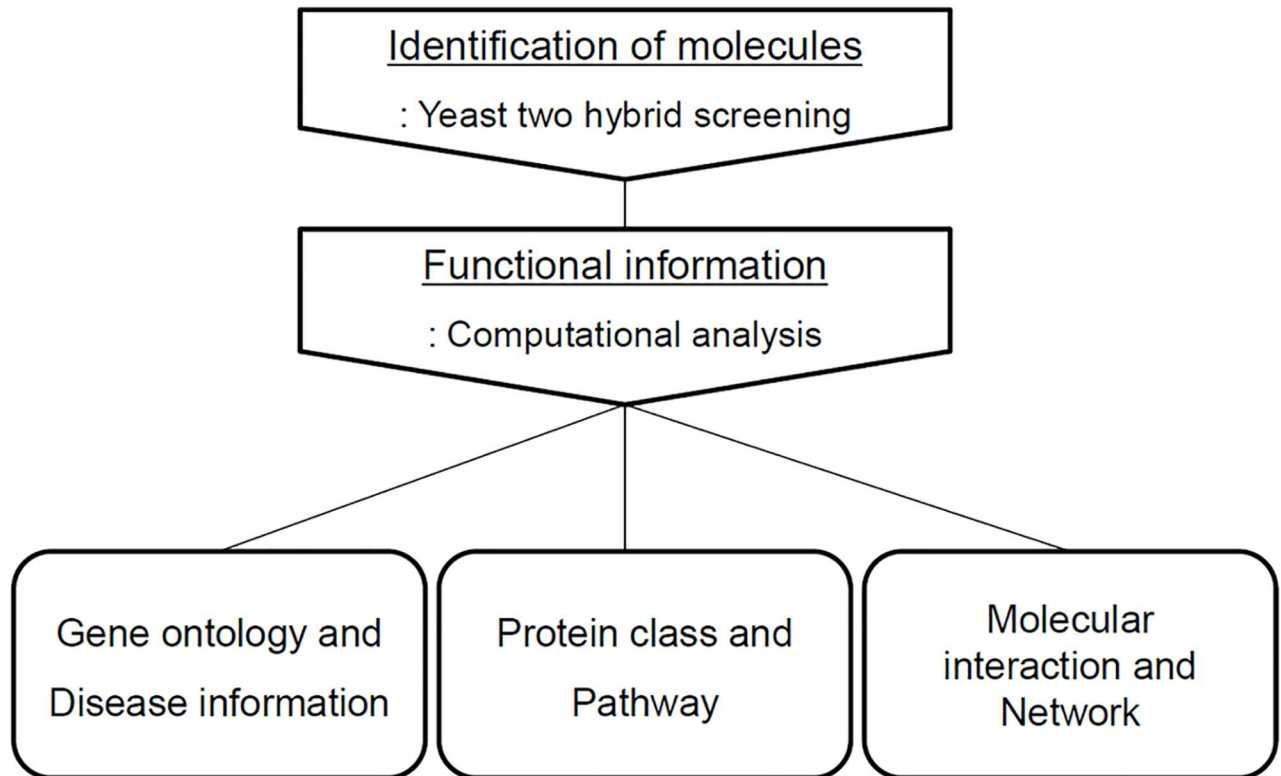 Identification of molecules
: Yeast two hybrid screening
Functional information
: Computational analysis
Gene ontology and
Disease information
Protein class and
Pathway
Molecular
interaction and
Network